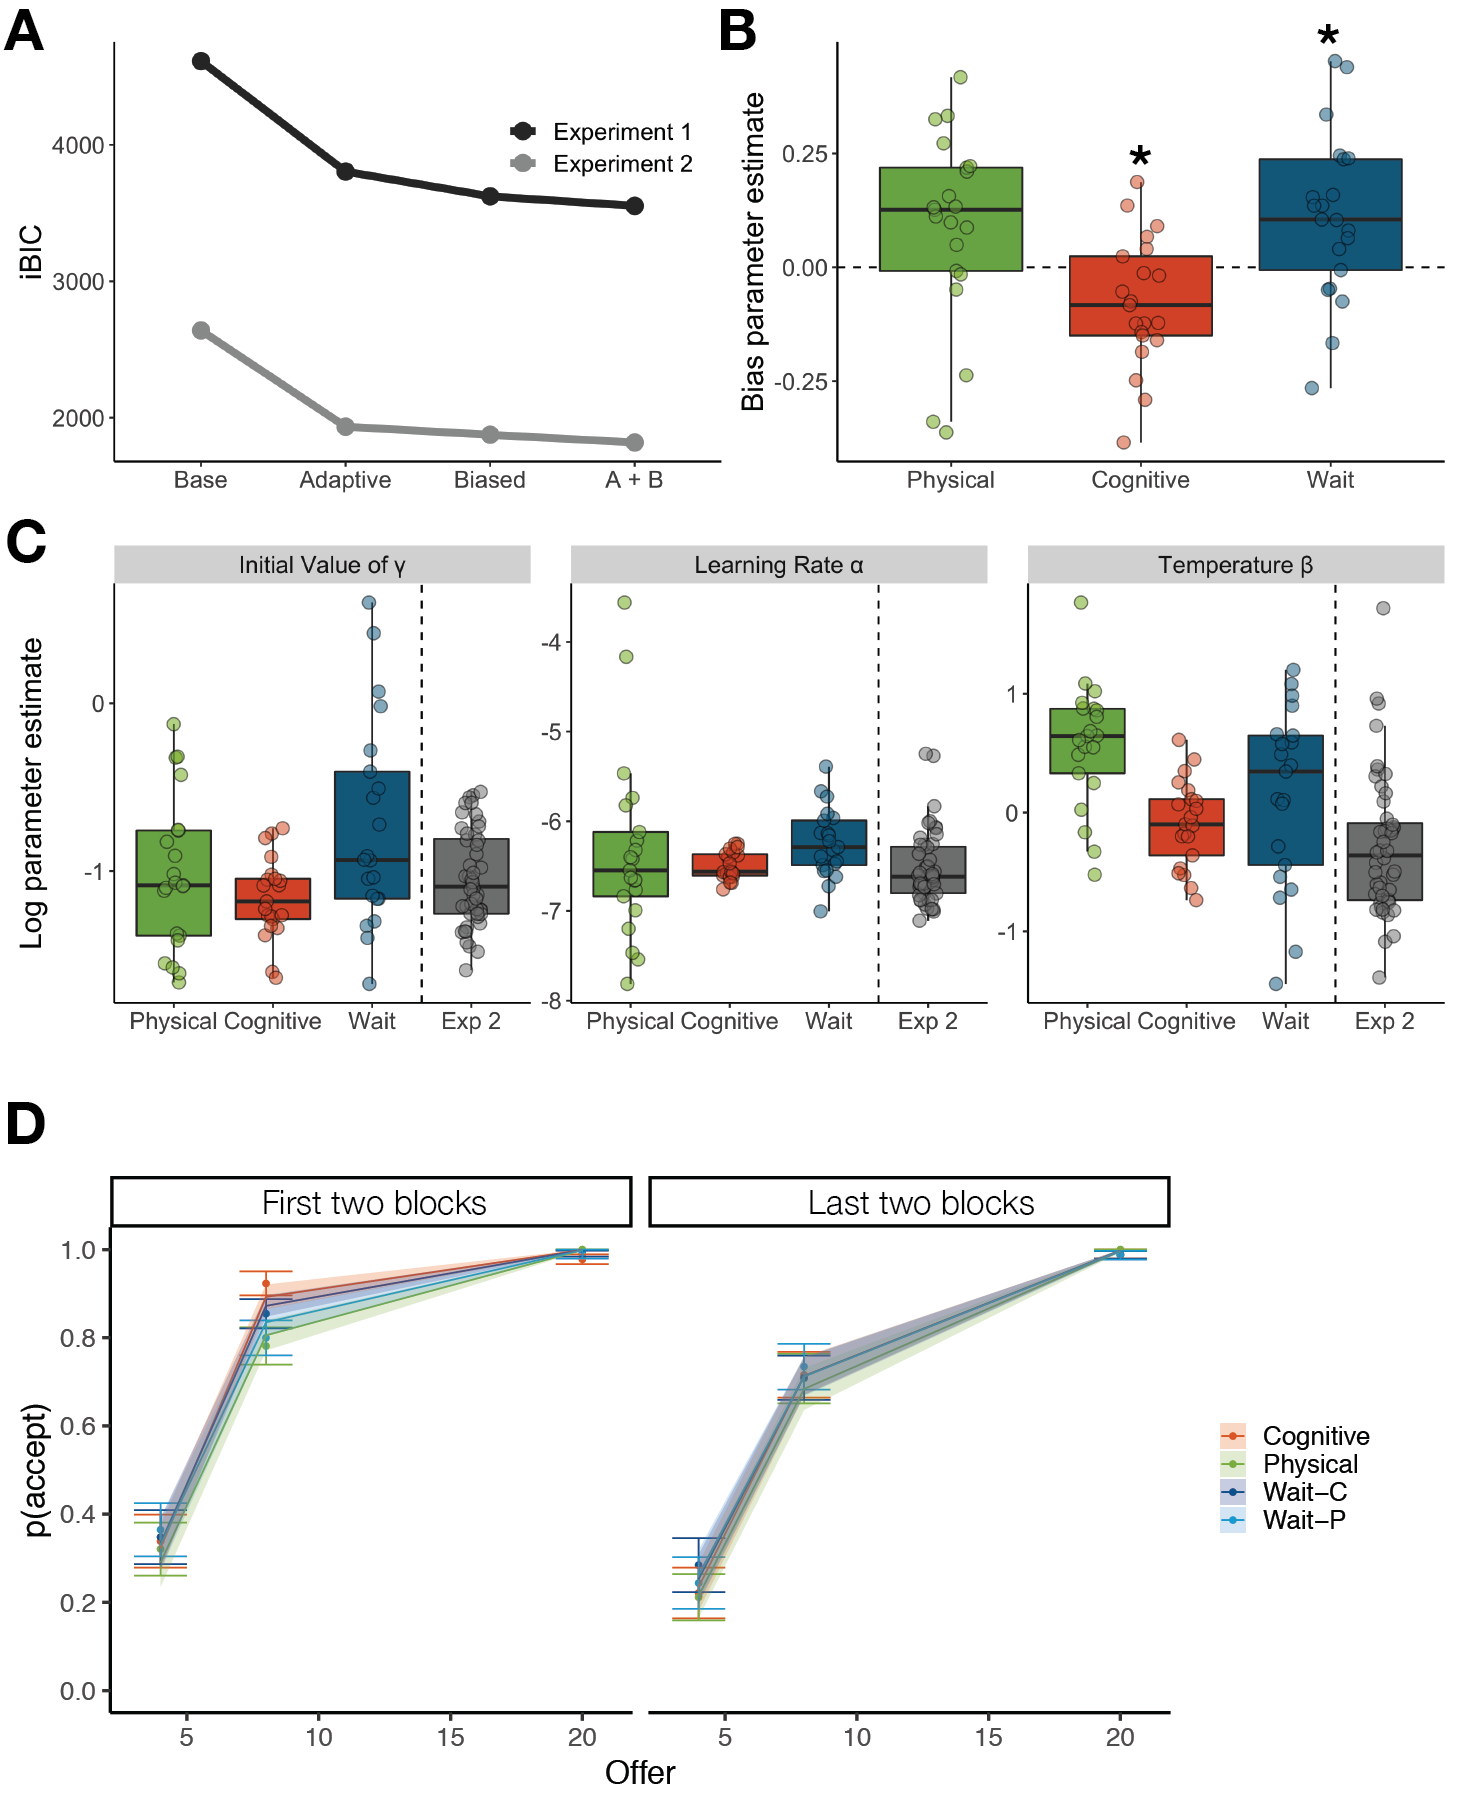 A
4000
3000
2000
iBIC
Experiment 1
Experiment 2
Base Adaptive Biased A + B
B
*
*
0.25
0.00
-0.25
Bias parameter estimate
Physical Cognitive Wait
C
Log parameter estimate
Initial Value of γ
0
-1
Physical Cognitive Wait Exp 2
Learning Rate α
-4
-5
-6
-7
-8
Physical Cognitive Wait Exp 2
Temperature β
1
0
-1
Physical Cognitive Wait Exp 2
D
First two blocks
Last two blocks
1.0
0.8
0.6
0.4
0.2
0.0
p(accept)
5 10 15 20
5 10 15 20
Offer
Cognitive
Physical
Wait–C
Wait–P